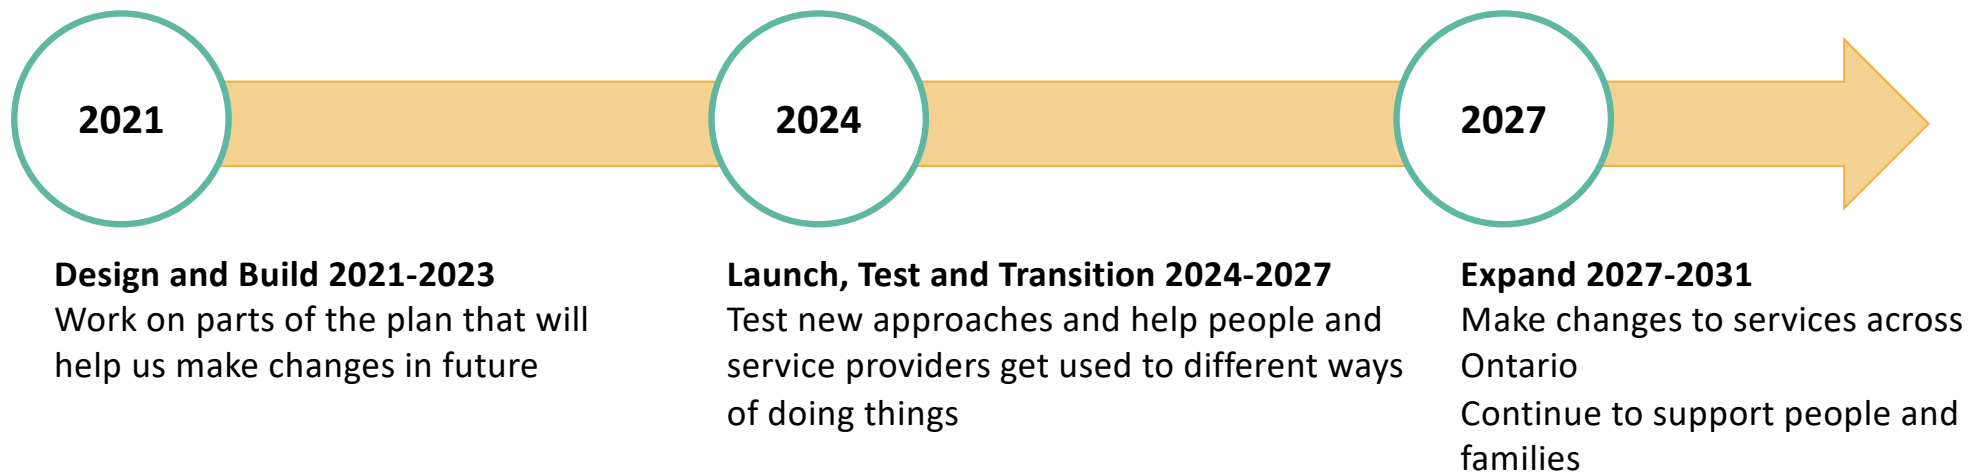 2021
2024
2027
Design and Build 2021-2023
Work on parts of the plan that will
help us make changes in future
Launch, Test and Transition 2024-2027
Test new approaches and help people and
service providers get used to different ways
of doing things
Expand 2027-2031
Make changes to services across
Ontario
Continue to support people and
families